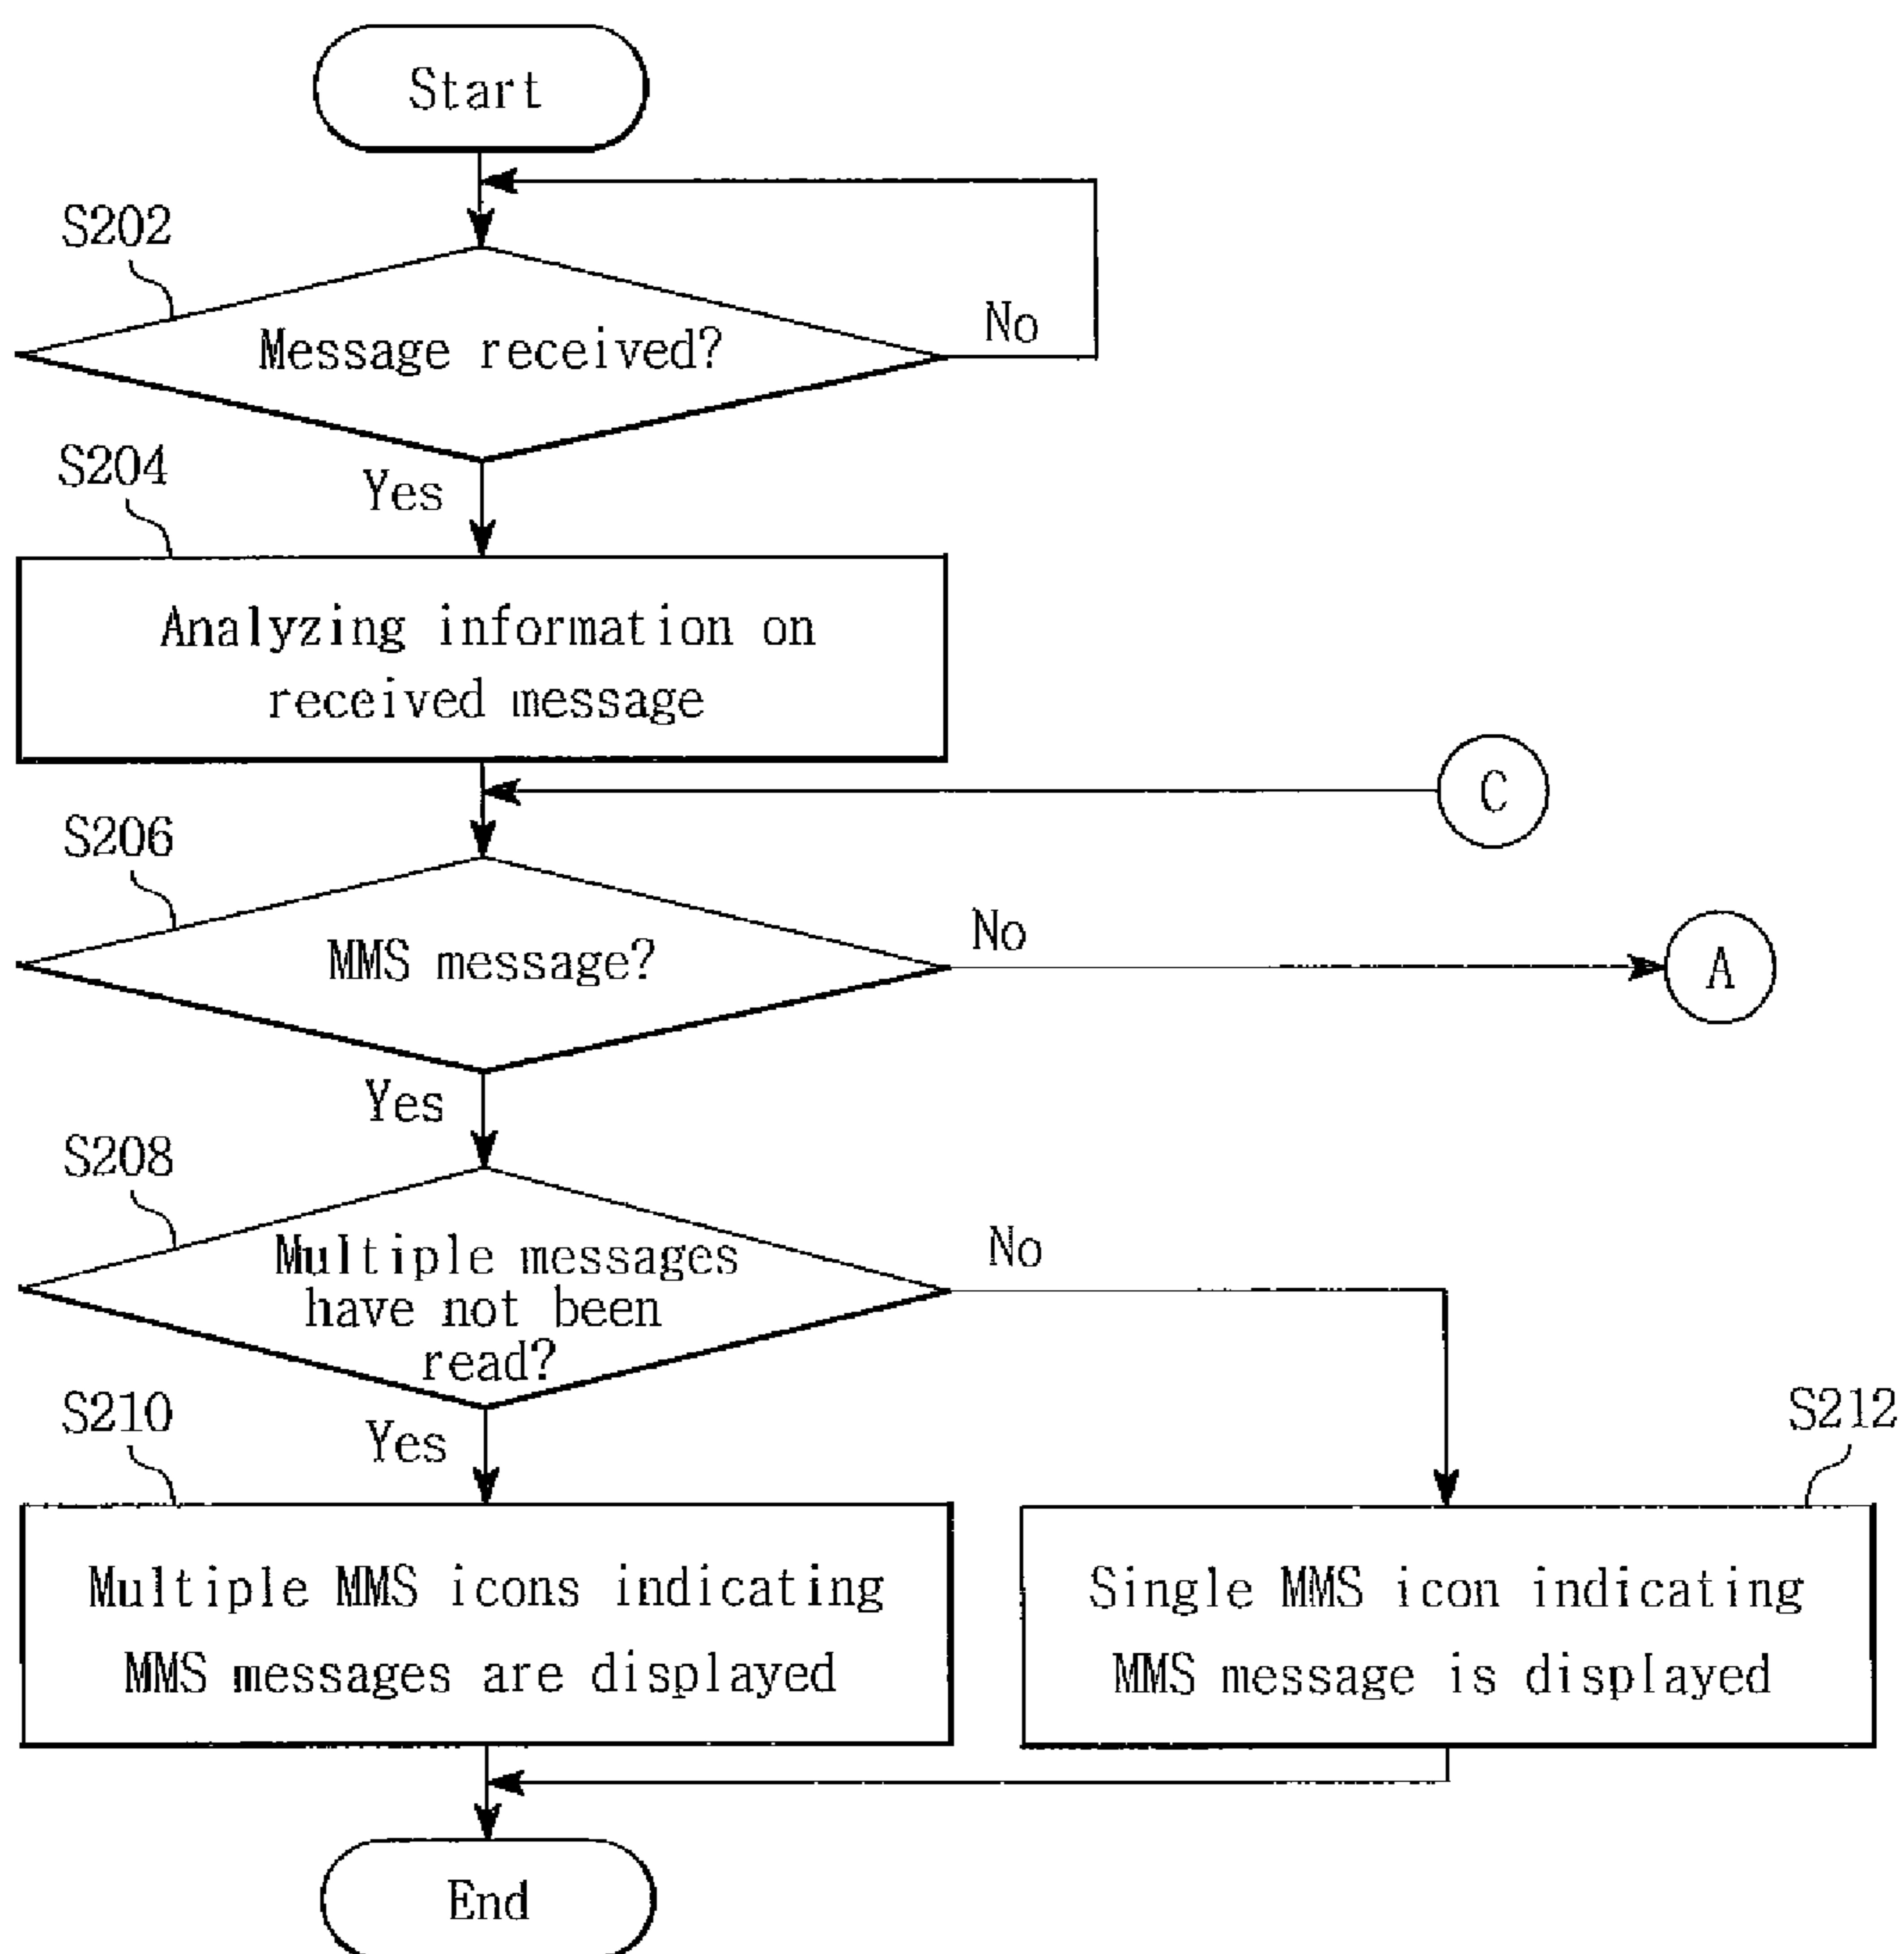 Start
S202
Message received?
No
S204
Yes
Analyzing information on
received message
C
S206
MMS message?
No
A
Yes
S208
Multiple messages
have not been
read?
No
S210
Yes
S212
Multiple MMS icons indicating
MMS messages are displayed
Single MMS icon indicating
MMS message is displayed
End